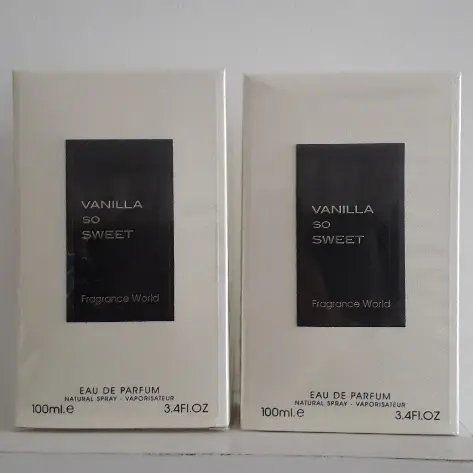 VANILLA
SO
SWEET
Fragrance World
EAU DE PARFUM
NATURAL SPRAY - VAPORISATEUR
100ml.e 3.4Fl.OZ
VANILLA
SO
SWEET
Fragrance World
EAU DE PARFUM
NATURAL SPRAY - VAPORISATEUR
100ml.e 3.4Fl.OZ